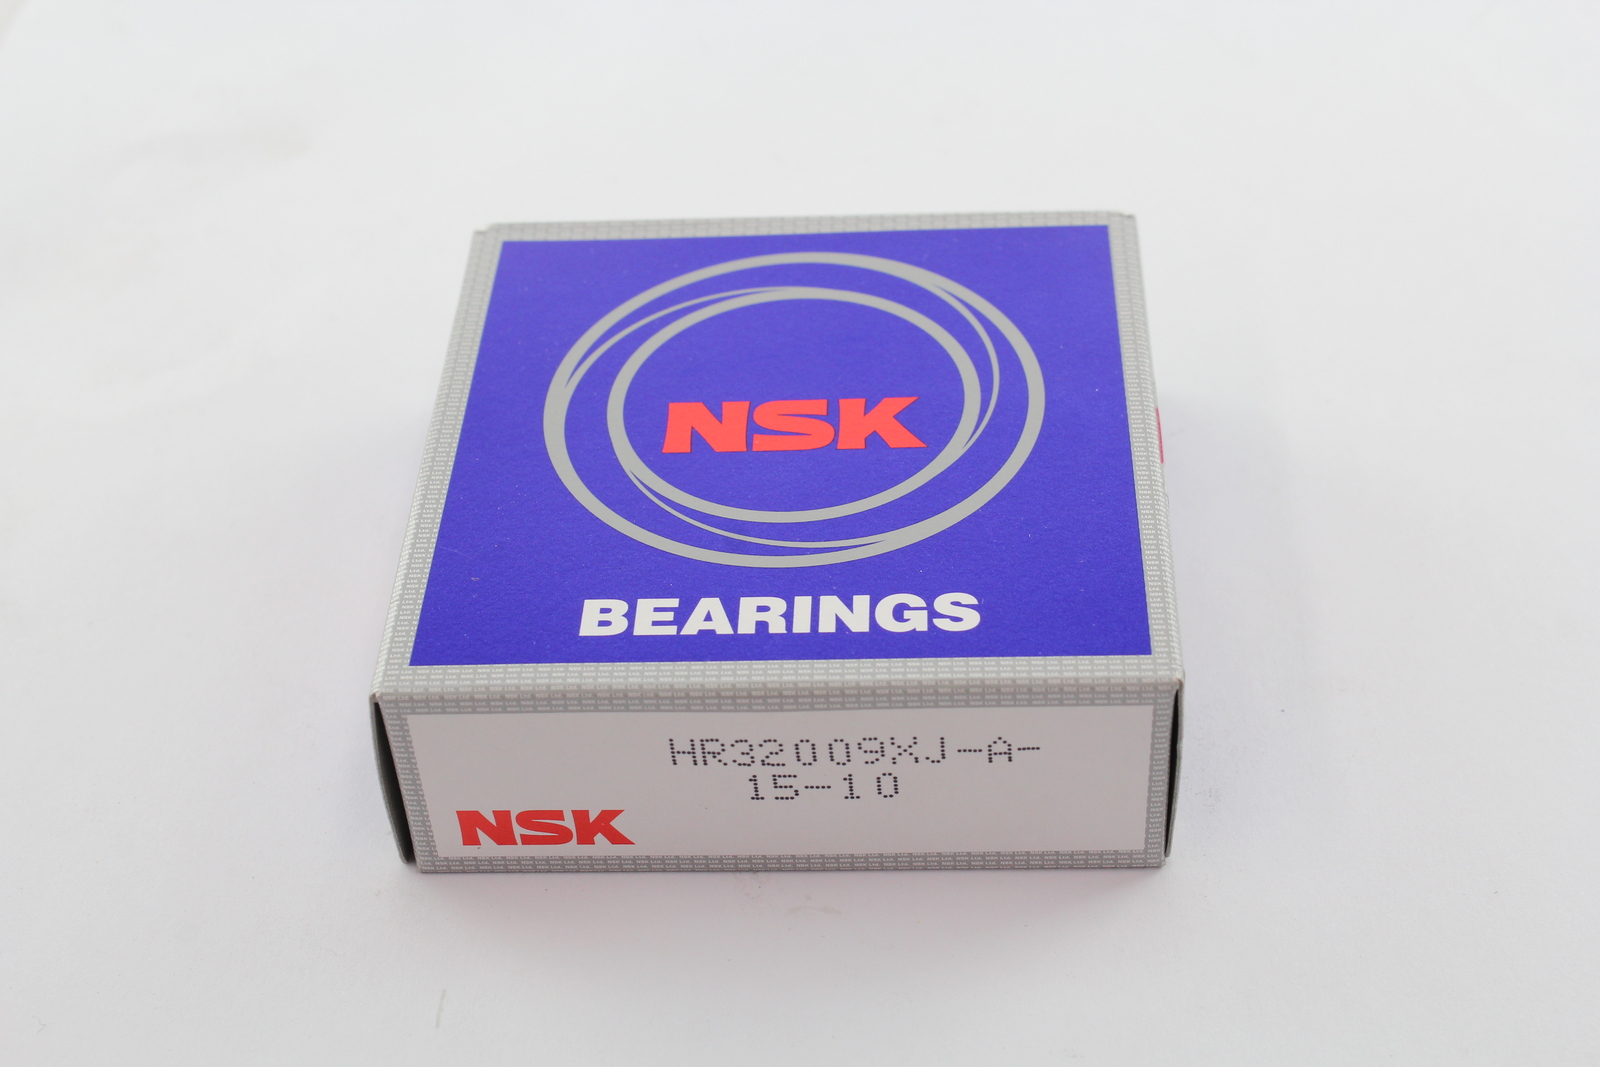 NSK
BEARINGS
HR32009XJ-A-
15-10
NSK